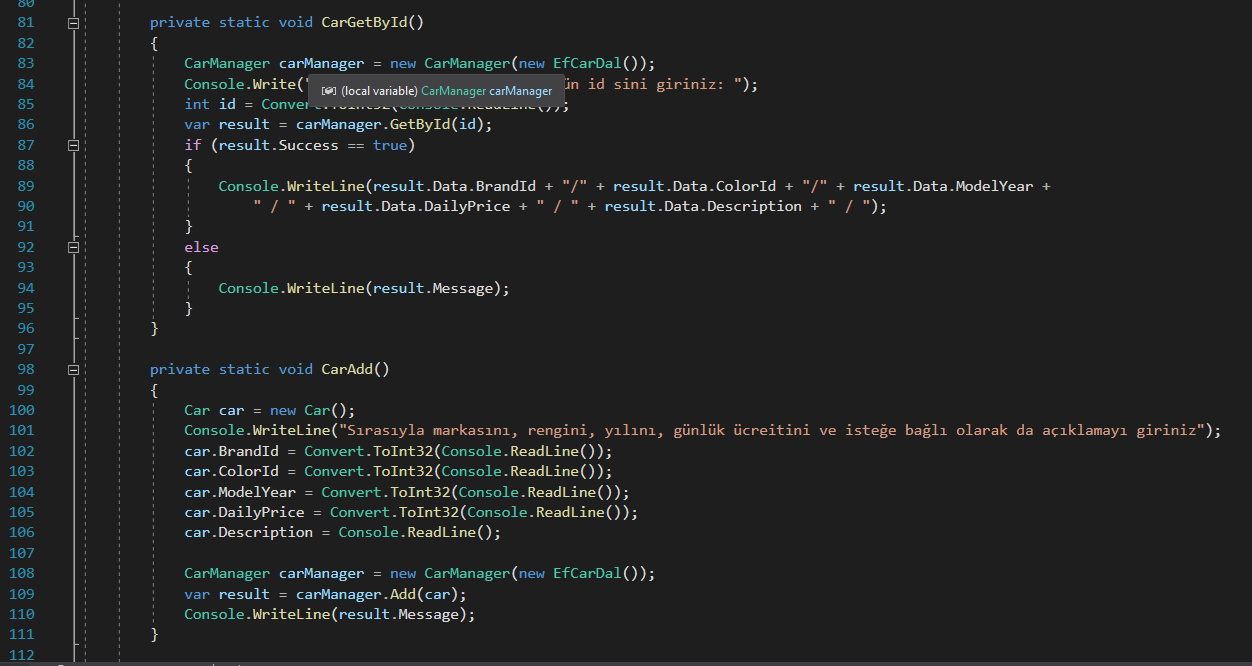 80
81 private static void CarGetById()
82 {
83 CarManager carManager = new CarManager(new EfCarDal());
84 Console.Write(" ün id sini giriniz: ");
(local variable) CarManager carManager
85 int id = Convert.ToInt32(Console.ReadLine());
86 var result = carManager.GetById(id);
87 if (result.Success == true)
88 {
89 Console.WriteLine(result.Data.BrandId + "/" + result.Data.ColorId + "/" + result.Data.ModelYear +
90 " / " + result.Data.DailyPrice + " / " + result.Data.Description + " / ");
91 }
92 else
93 {
94 Console.WriteLine(result.Message);
95 }
96 }
97
98 private static void CarAdd()
99 {
100 Car car = new Car();
101 Console.WriteLine("Sırasıyla markasını, rengini, yılını, günlük ücreitini ve isteğe bağlı olarak da açıklamayı giriniz");
102 car.BrandId = Convert.ToInt32(Console.ReadLine());
103 car.ColorId = Convert.ToInt32(Console.ReadLine());
104 car.ModelYear = Convert.ToInt32(Console.ReadLine());
105 car.DailyPrice = Convert.ToInt32(Console.ReadLine());
106 car.Description = Console.ReadLine();
107
108 CarManager carManager = new CarManager(new EfCarDal());
109 var result = carManager.Add(car);
110 Console.WriteLine(result.Message);
111 }
112